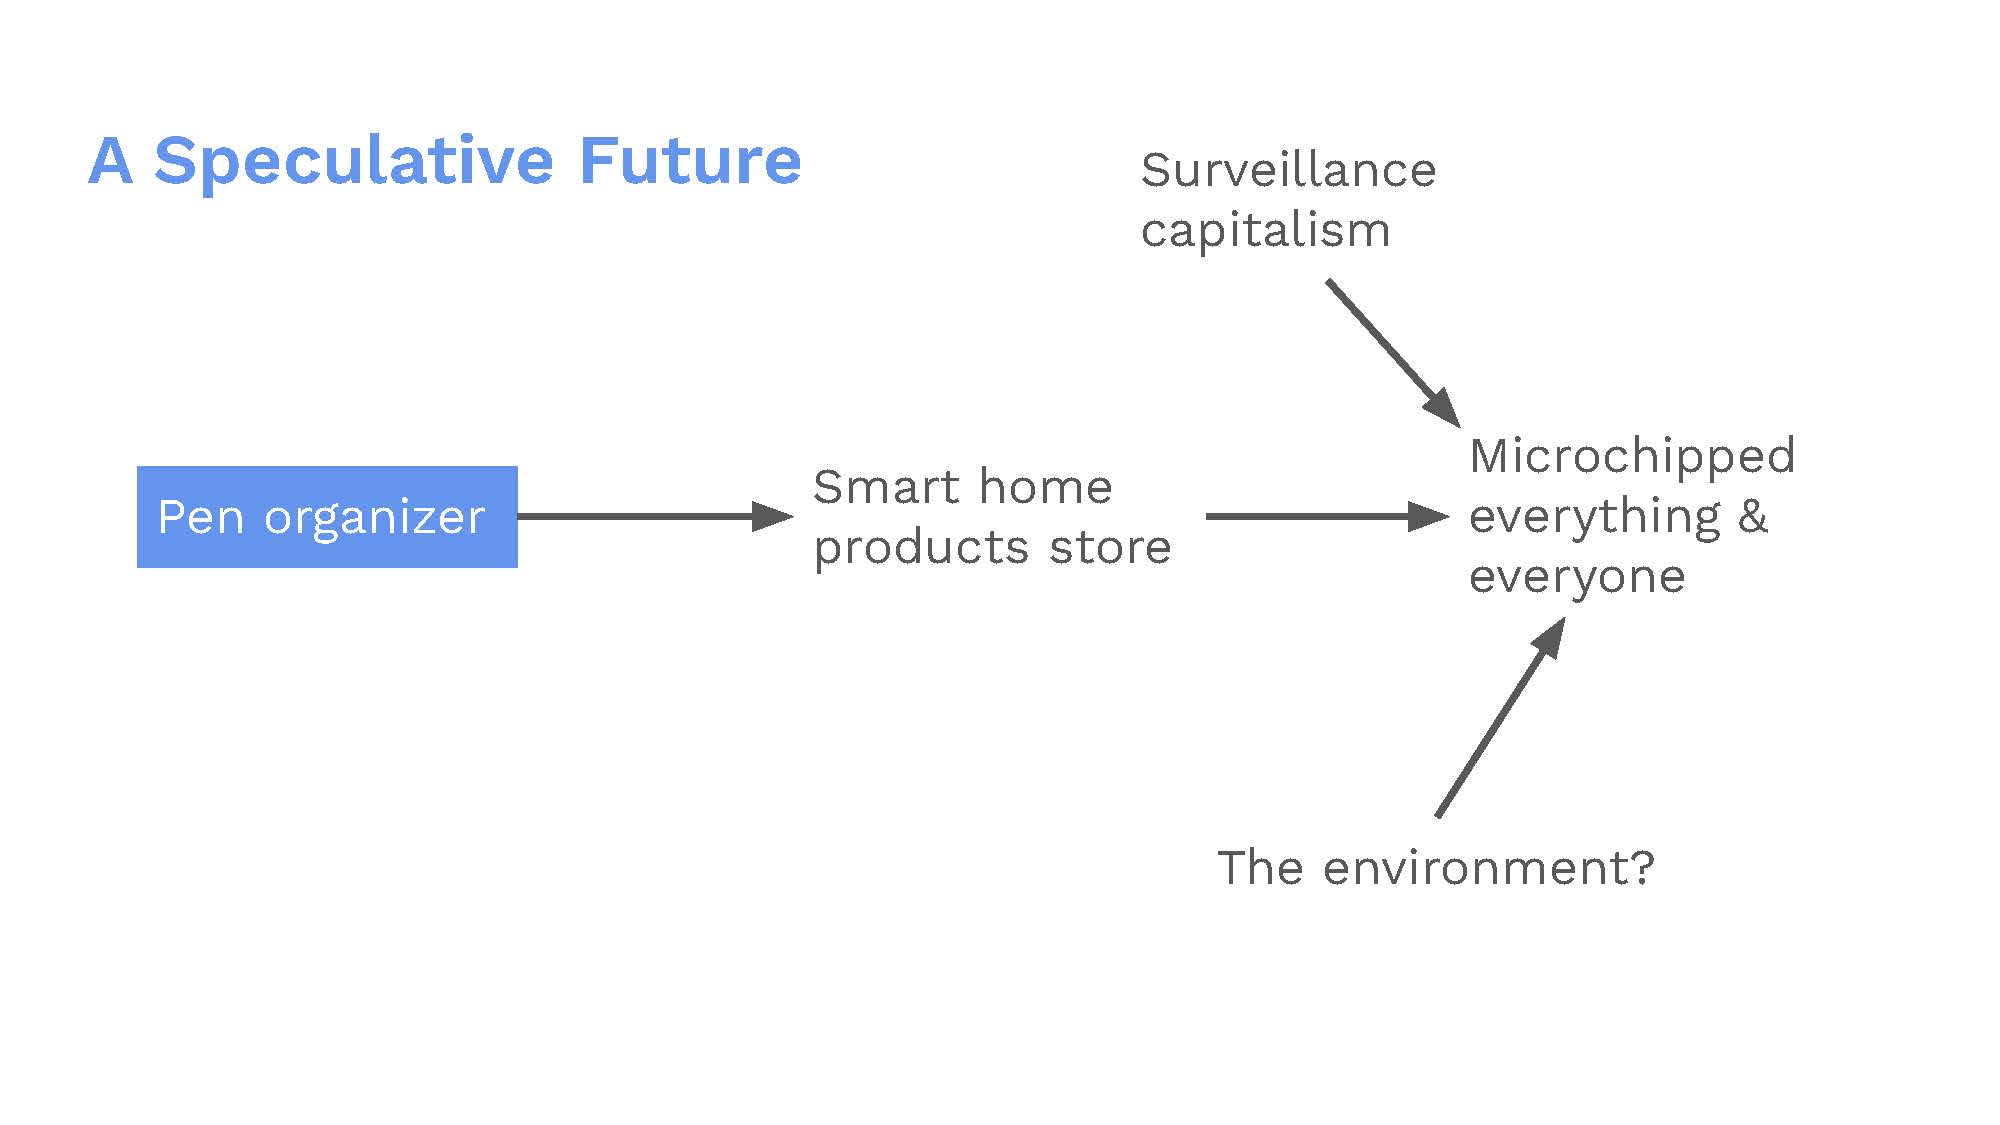 A Speculative Future
Surveillance
capitalism
Pen organizer
Smart home
products store
Microchipped
everything &
everyone
The environment?